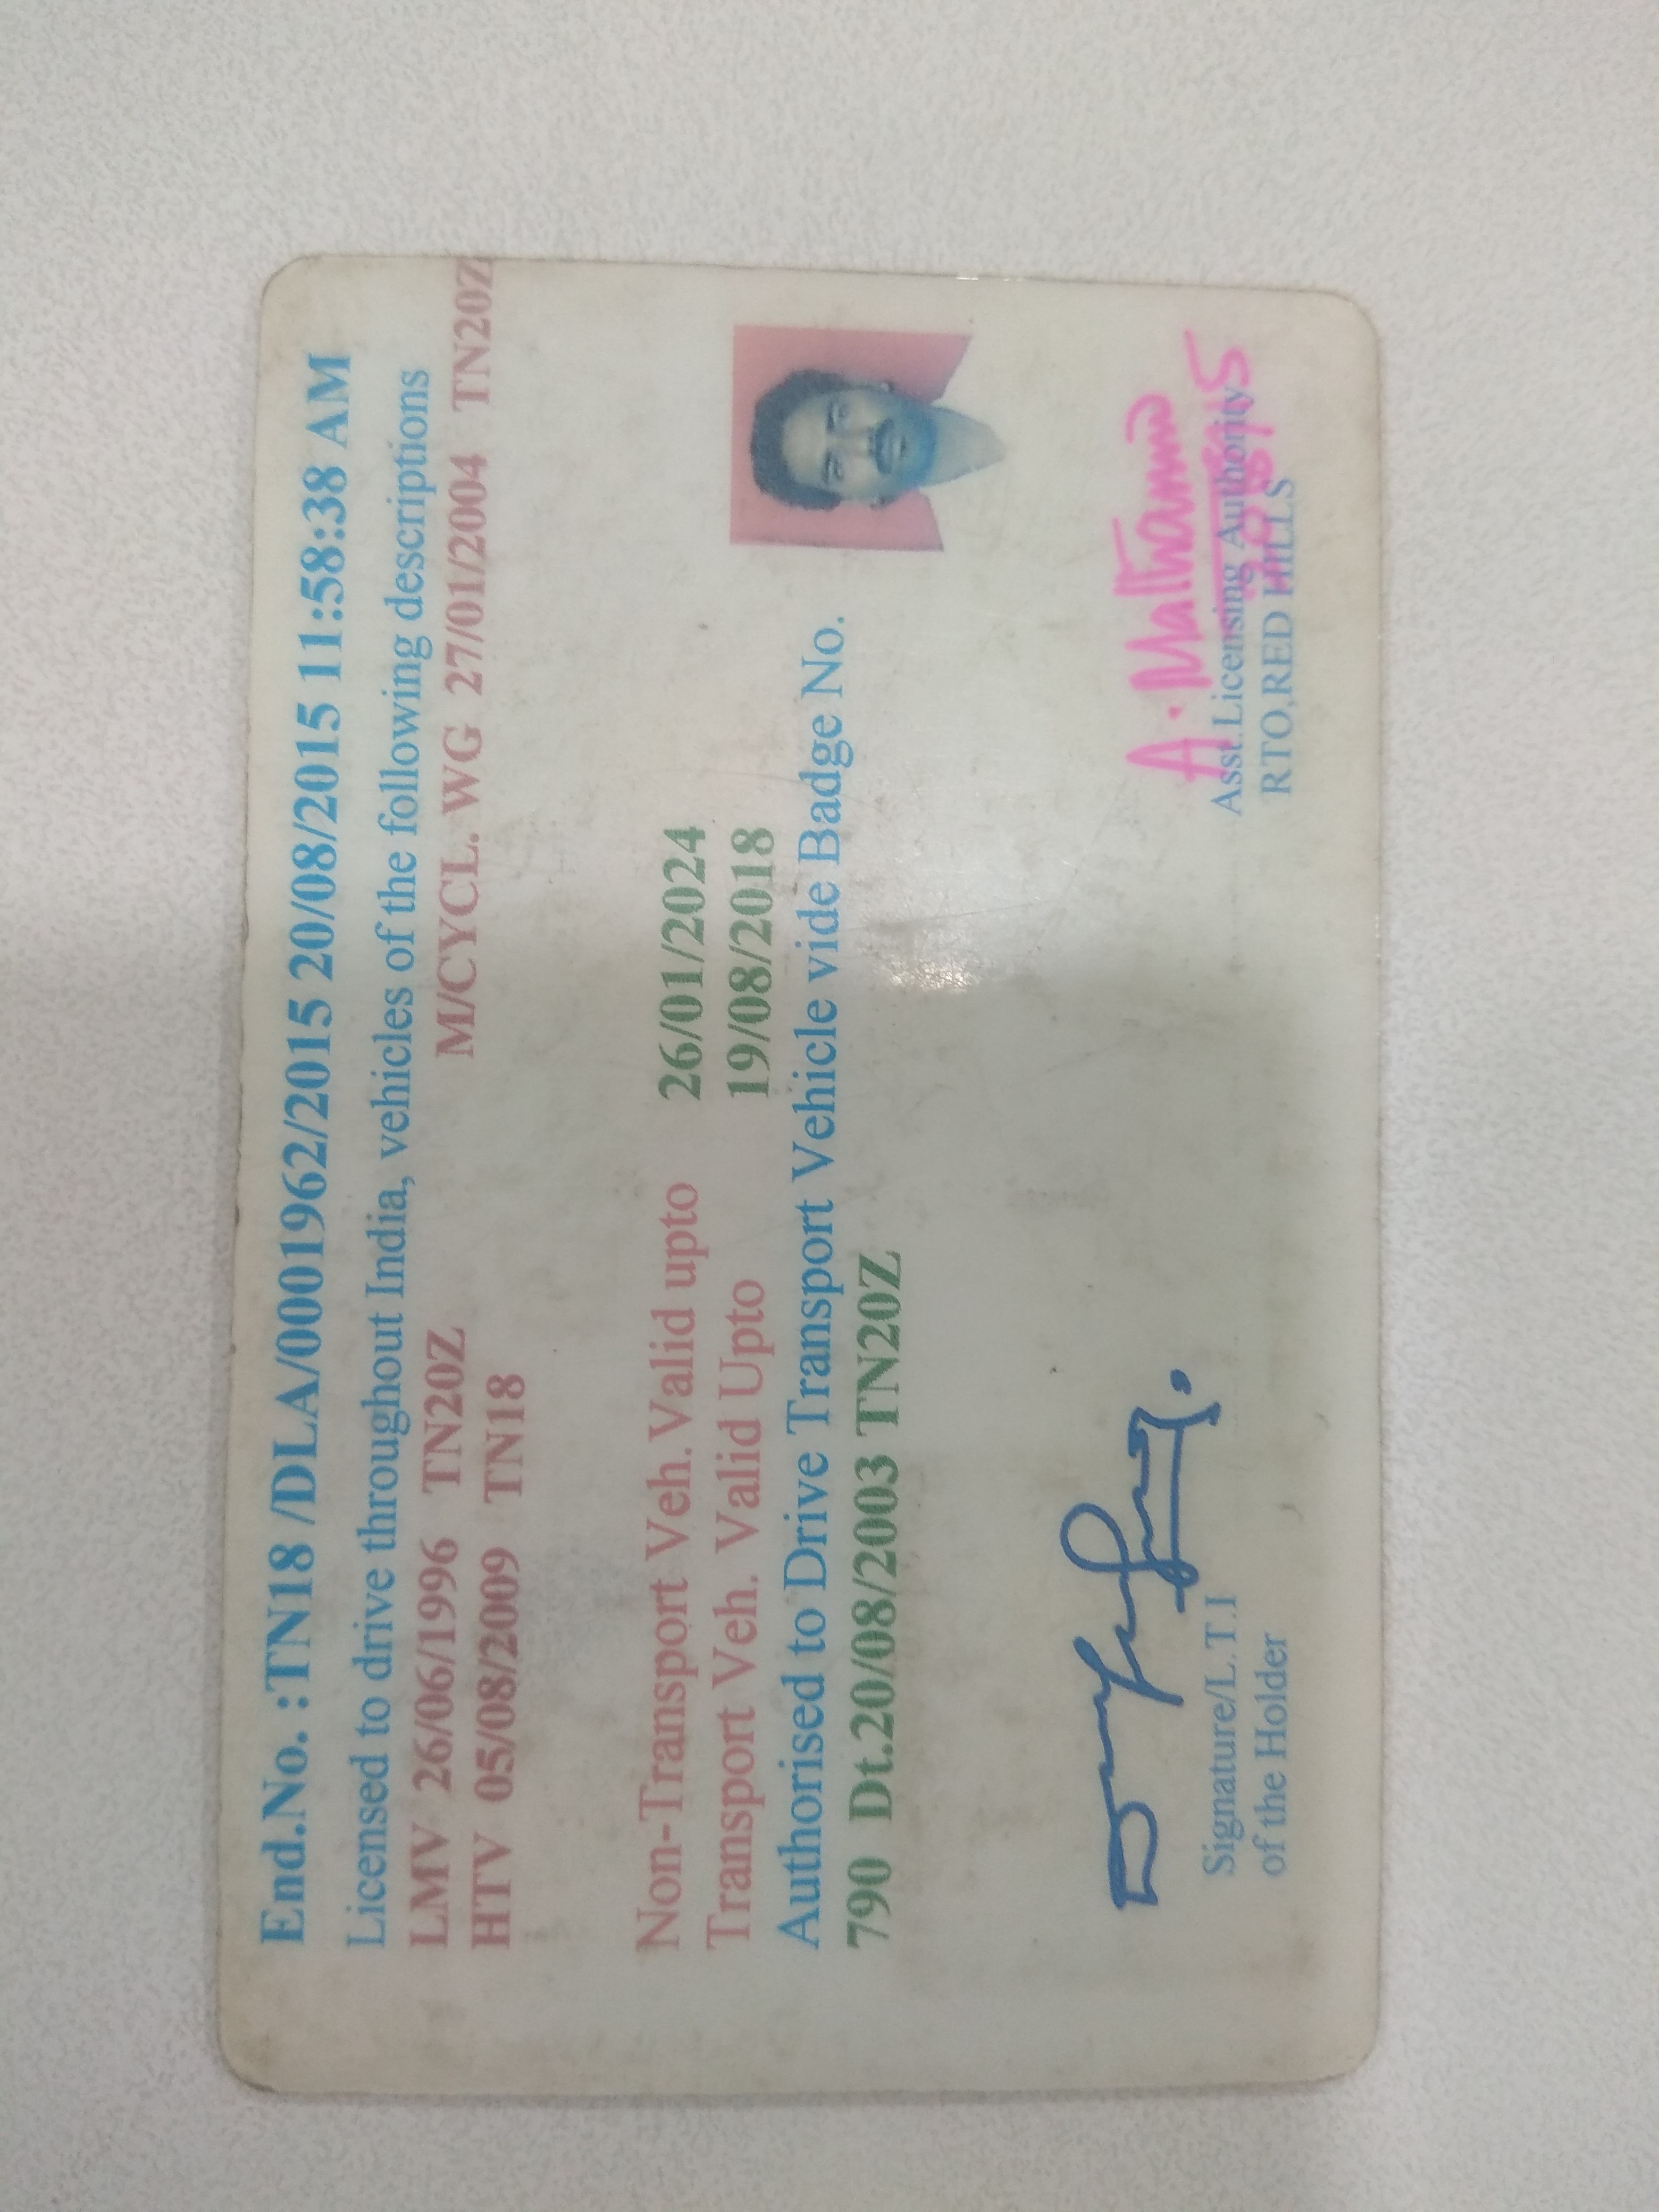 End.No. :TN18 /DLA/0001962/2015 20/08/2015 11:58:38 AM
Licensed to drive throughout India, vehicles of the following descriptions
LMV 26/06/1996 TN20Z M/CYCL. WG 27/01/2004 TN20Z
HTV 05/08/2009 TN18
Non-Transport Veh.Valid upto 26/01/2024
Transport Veh. Valid Upto 19/08/2018
Authorised to Drive Transport Vehicle vide Badge No.
790 Dt.20/08/2003 TN20Z
Signature/L.T.I
of the Holder
Asst.Licensing Authority
RTO,RED HILLS